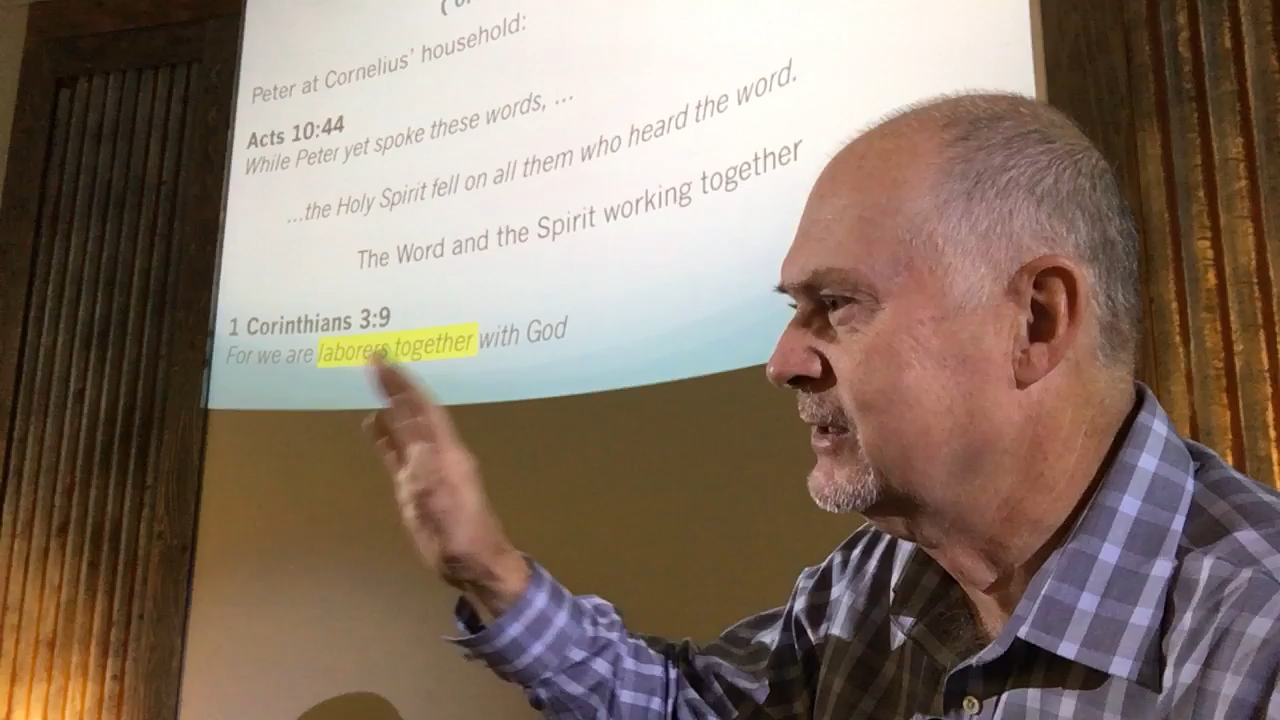 Peter at Cornelius' household:
Acts 10:44
While Peter yet spoke these words, ...
...the Holy Spirit fell on all them who heard the word.
The Word and the Spirit working together
1 Corinthians 3:9
For we are laborers together with God